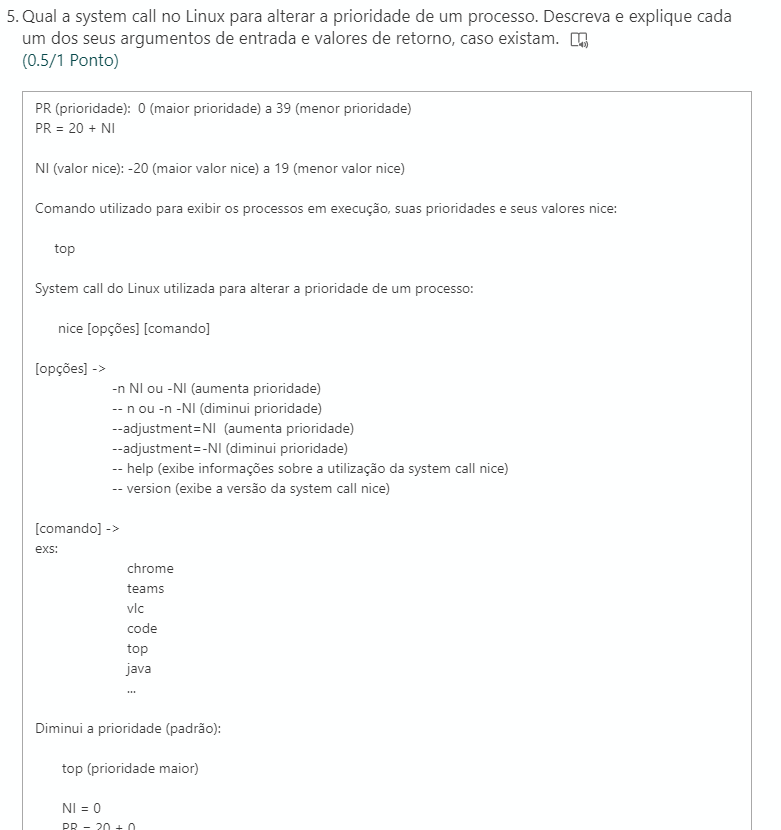 5. Qual a system call no Linux para alterar a prioridade de um processo. Descreva e explique cada
um dos seus argumentos de entrada e valores de retorno, caso existam.
(0.5/1 Ponto)
PR (prioridade):  0 (maior prioridade) a 39 (menor prioridade)
PR = 20 + NI
NI (valor nice): -20 (maior valor nice) a 19 (menor valor nice)
Comando utilizado para exibir os processos em execução, suas prioridades e seus valores nice:
top
System call do Linux utilizada para alterar a prioridade de um processo:
nice [opções] [comando]
[opções] ->
-n NI ou -NI (aumenta prioridade)
-- n ou -n -NI (diminui prioridade)
--adjustment=NI  (aumenta prioridade)
--adjustment=-NI (diminui prioridade)
-- help (exibe informações sobre a utilização da system call nice)
-- version (exibe a versão da system call nice)
[comando] ->
exs:
chrome
teams
vlc
code
top
java
...
Diminui a prioridade (padrão):
top (prioridade maior)
NI = 0
PR = 20 + 0